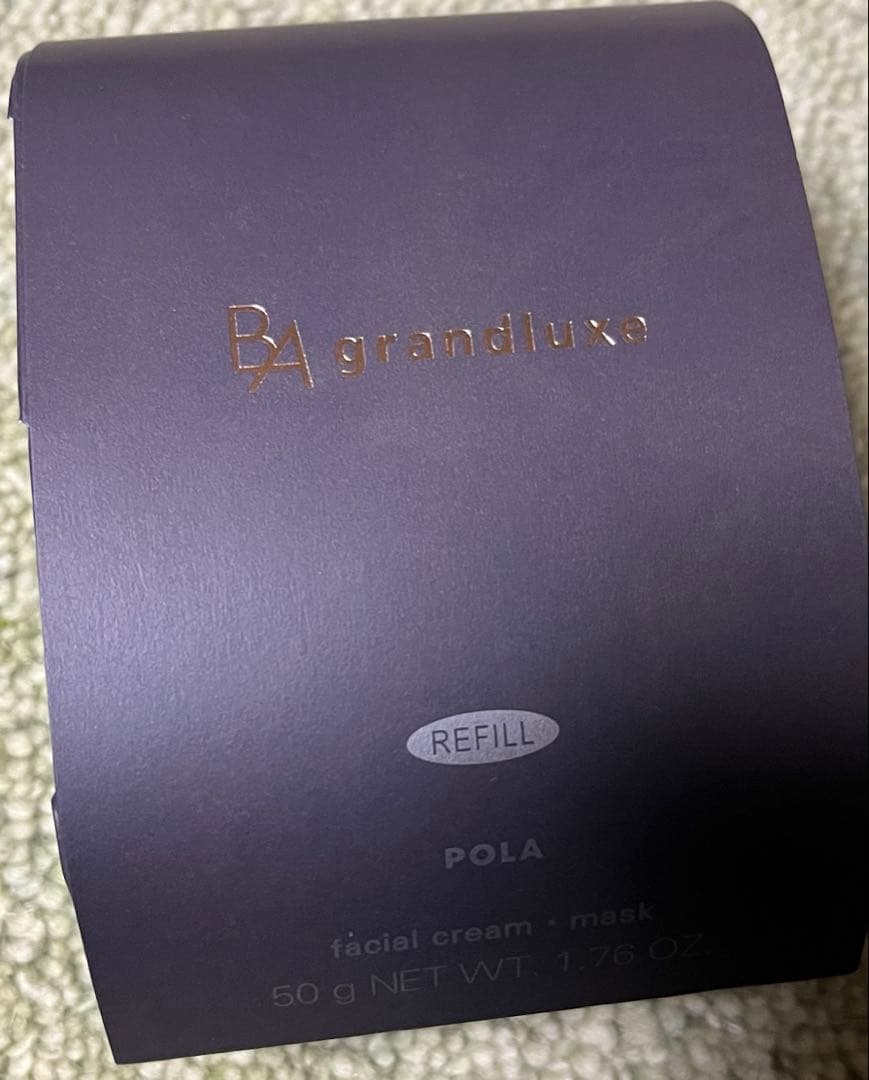 BA grandluxe
REFILL
POLA
facial cream · mask
50 g NET WT. 1.76 OZ.